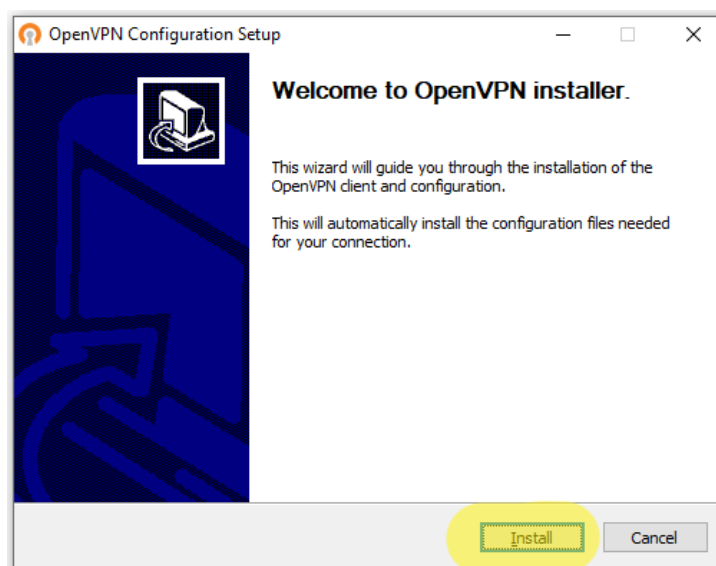 OpenVPN Configuration Setup
Welcome to OpenVPN installer.
This wizard will guide you through the installation of the
OpenVPN client and configuration.
This will automatically install the configuration files needed
for your connection.
Install
Cancel